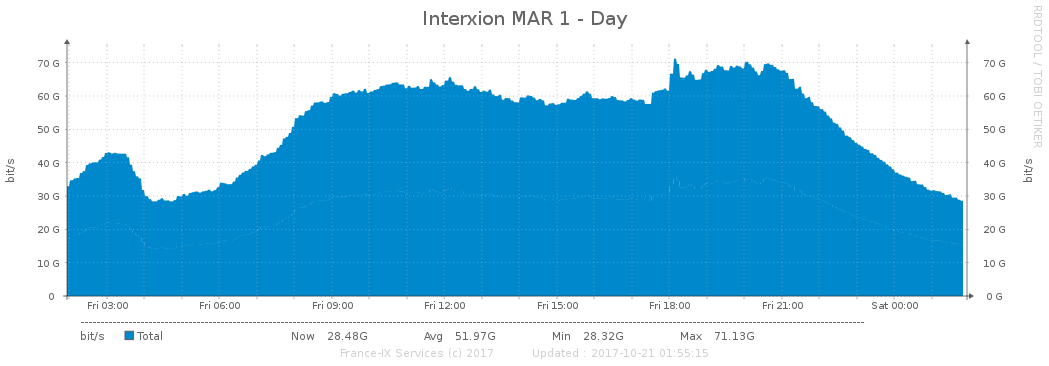 Interxion MAR 1 - Day
RRDTOOL / TOBI OETIKER
bit/s
bit/s
70 G
70 G
60 G
60 G
50 G
50 G
40 G
40 G
30 G
30 G
20 G
20 G
10 G
10 G
0
0 G
Fri 03:00 Fri 06:00 Fri 09:00 Fri 12:00 Fri 15:00 Fri 18:00 Fri 21:00 Sat 00:00
bit/s Total Now 28.48G Avg 51.97G Min 28.32G Max 71.13G
France-IX Services (c) 2017 Updated : 2017-10-21 01:55:15